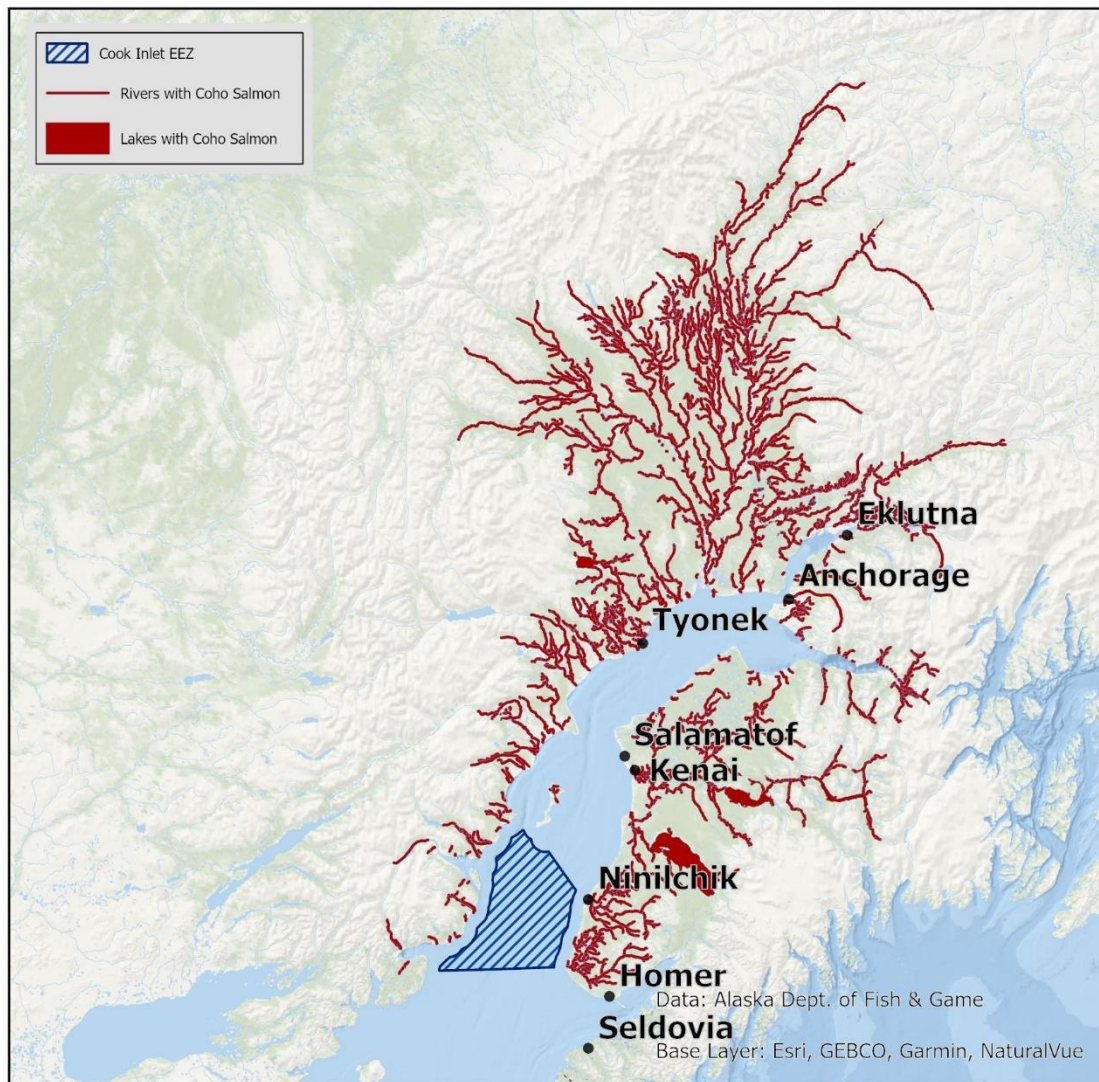 Cook Inlet EEZ
Rivers with Coho Salmon
Lakes with Coho Salmon
Eklutna
Anchorage
Tyonek
Salamatof
Kenai
Ninilchik
Homer
Data: Alaska Dept. of Fish & Game
Seldovia
Base Layer: Esri, GEBCO, Garmin, NaturalVue